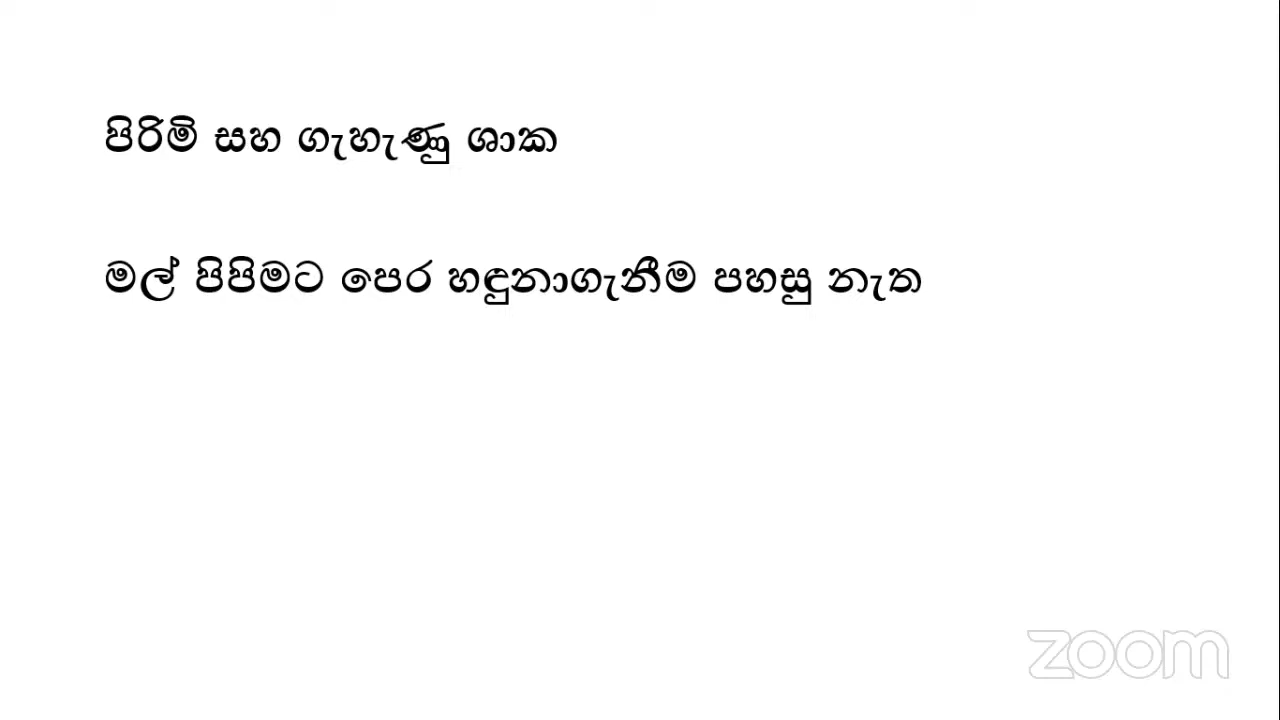 පිරිමි සහ ගැහැණු ශාක
මල් පිපිමට පෙර හඳුනාගැනීම පහසු නැත
zoom